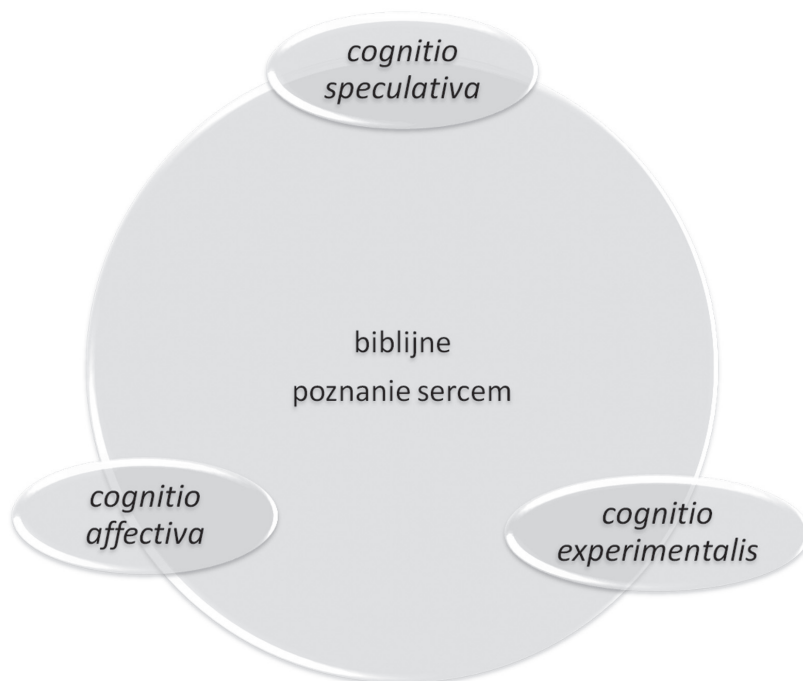 cognitio
speculativa
biblijne
poznanie sercem
cognitio
affectiva
cognitio
experimentalis